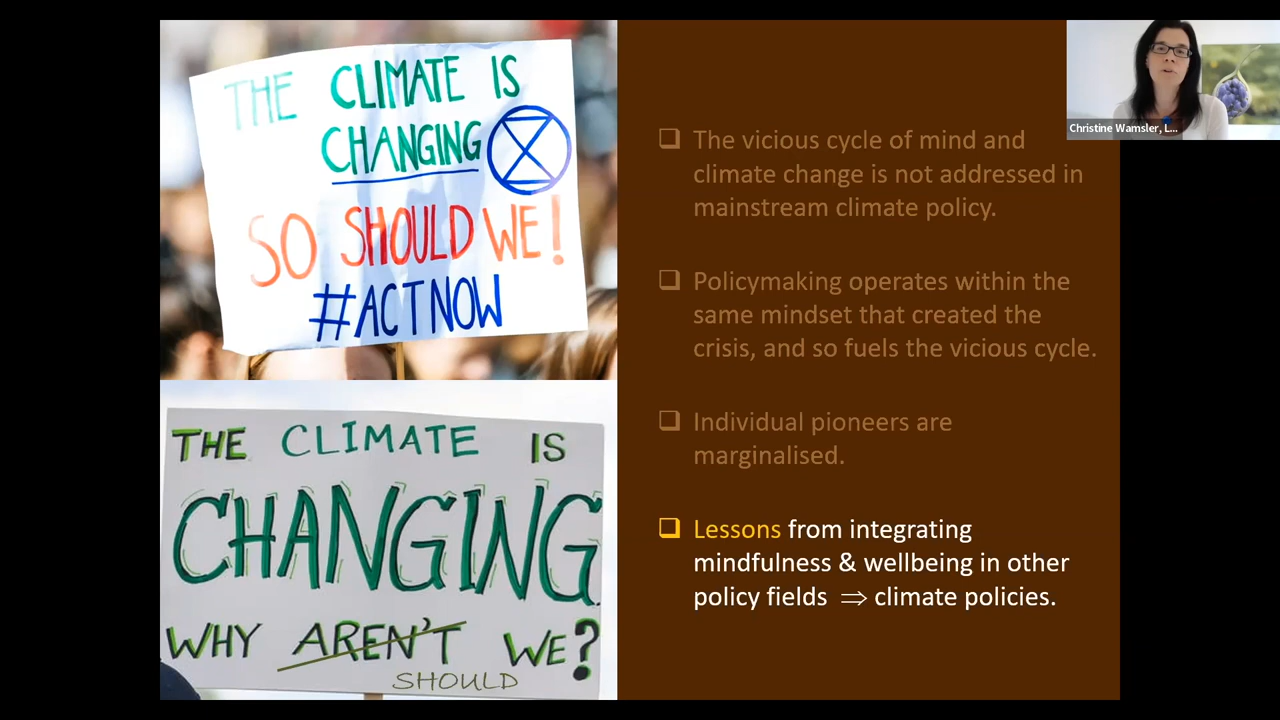 THE CLIMATE IS
CHANGING
SO SHOULD WE!
#ACTNOW
THE CLIMATE IS
CHANGING
WHY AREN'T WE?
SHOULD
❑ The vicious cycle of mind and
climate change is not addressed in
mainstream climate policy.
❑ Policymaking operates within the
same mindset that created the
crisis, and so fuels the vicious cycle.
❑ Individual pioneers are
marginalised.
❑ Lessons from integrating
mindfulness & wellbeing in other
policy fields ⇒ climate policies.
Christine Wamsler, L...